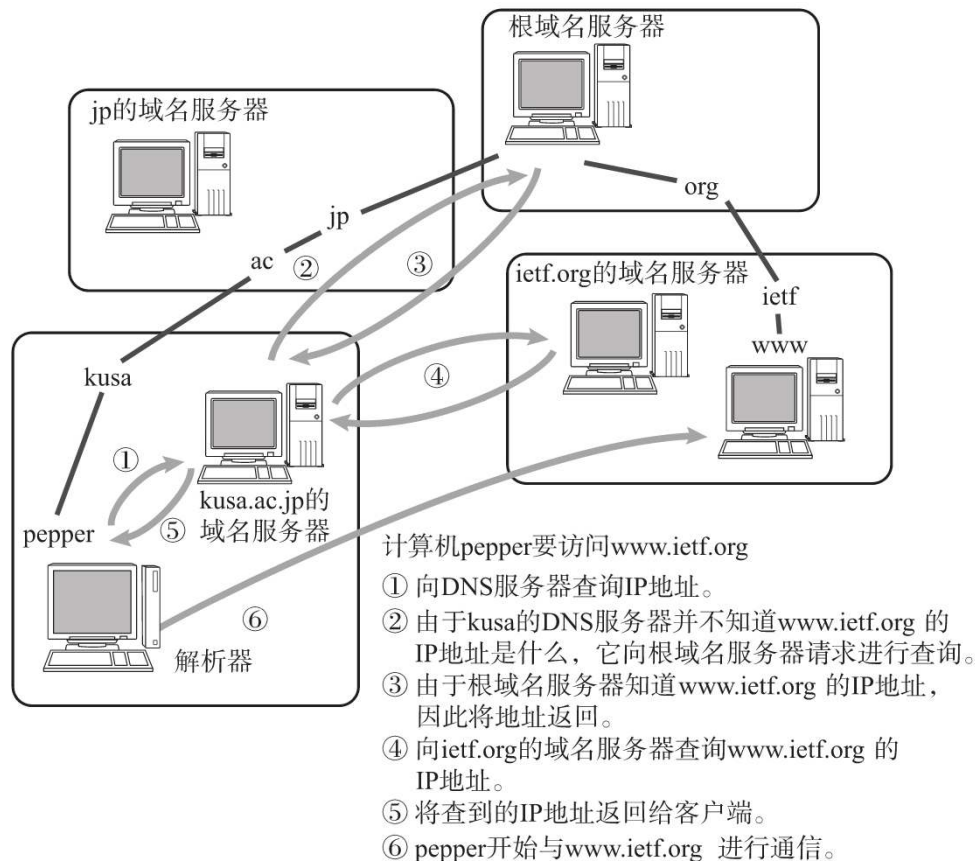 根域名服务器
jp的域名服务器
org
jp
ac
②
③
ietf.org的域名服务器
ietf
www
④
kusa
①
kusa.ac.jp的
域名服务器
pepper
⑤
⑥
解析器
计算机pepper要访问www.ietf.org
① 向DNS服务器查询IP地址。
② 由于kusa的DNS服务器并不知道www.ietf.org 的
IP地址是什么，它向根域名服务器请求进行查询。
③ 由于根域名服务器知道www.ietf.org 的IP地址，
因此将地址返回。
④ 向ietf.org的域名服务器查询www.ietf.org 的
IP地址。
⑤ 将查到的IP地址返回给客户端。
⑥ pepper开始与www.ietf.org 进行通信。